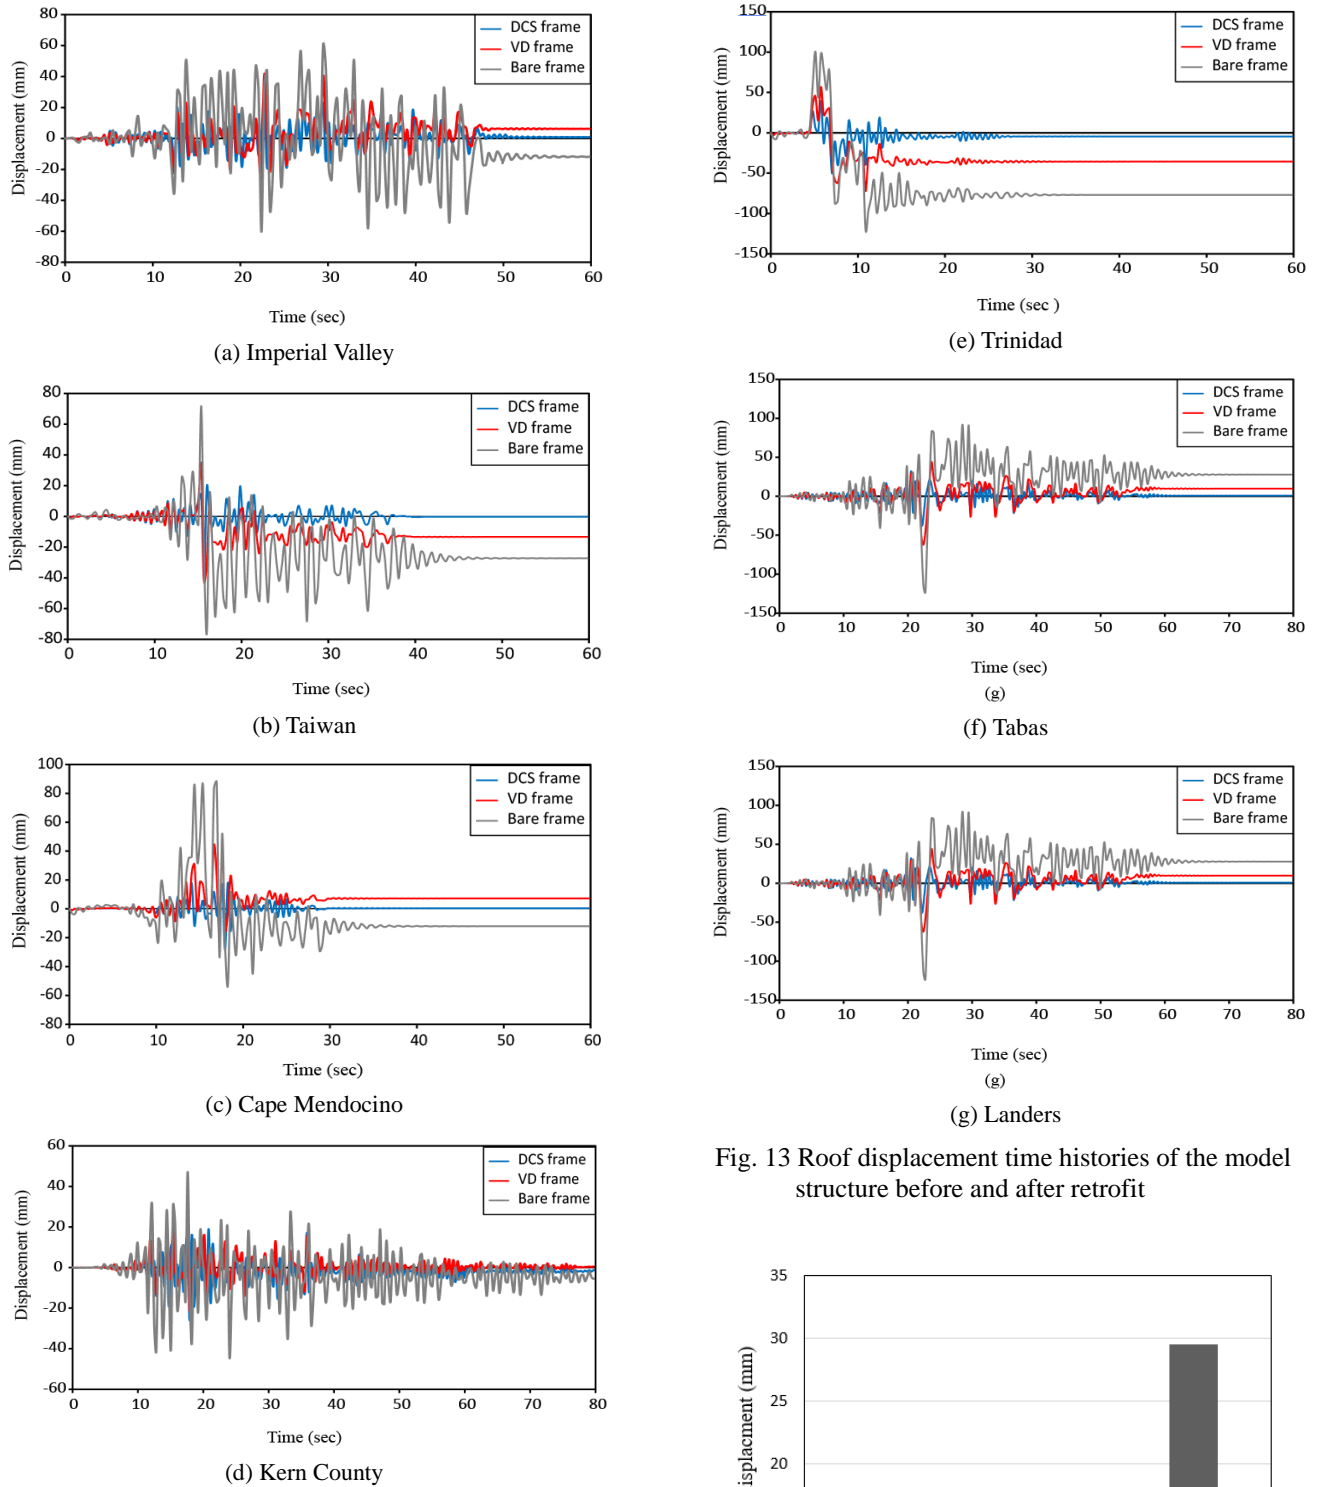 80
60
40
20
0
-20
-40
-60
-80
Displacement (mm)
DCS frame
VD frame
Bare frame
0 10 20 30 40 50 60
Time (sec)
(a) Imperial Valley
80
60
40
20
0
-20
-40
-60
-80
Displacement (mm)
DCS frame
VD frame
Bare frame
0 10 20 30 40 50 60
Time (sec)
(b) Taiwan
100
80
60
40
20
0
-20
-40
-60
-80
Displacement (mm)
DCS frame
VD frame
Bare frame
0 10 20 30 40 50 60
Time (sec)
(c) Cape Mendocino
60
40
20
0
-20
-40
-60
Displacement (mm)
DCS frame
VD frame
Bare frame
0 10 20 30 40 50 60 70 80
Time (sec)
(d) Kern County
150
100
50
0
-50
-100
-150
Displacement (mm)
DCS frame
VD frame
Bare frame
0 10 20 30 40 50 60
Time (sec )
(e) Trinidad
150
100
50
0
-50
-100
-150
Displacement (mm)
DCS frame
VD frame
Bare frame
0 10 20 30 40 50 60 70 80
Time (sec)
(g)
(f) Tabas
150
100
50
0
-50
-100
-150
Displacement (mm)
DCS frame
VD frame
Bare frame
0 10 20 30 40 50 60 70 80
Time (sec)
(g)
(g) Landers
Fig. 13 Roof displacement time histories of the model
structure before and after retrofit
35
30
25
20
isplacment (mm)